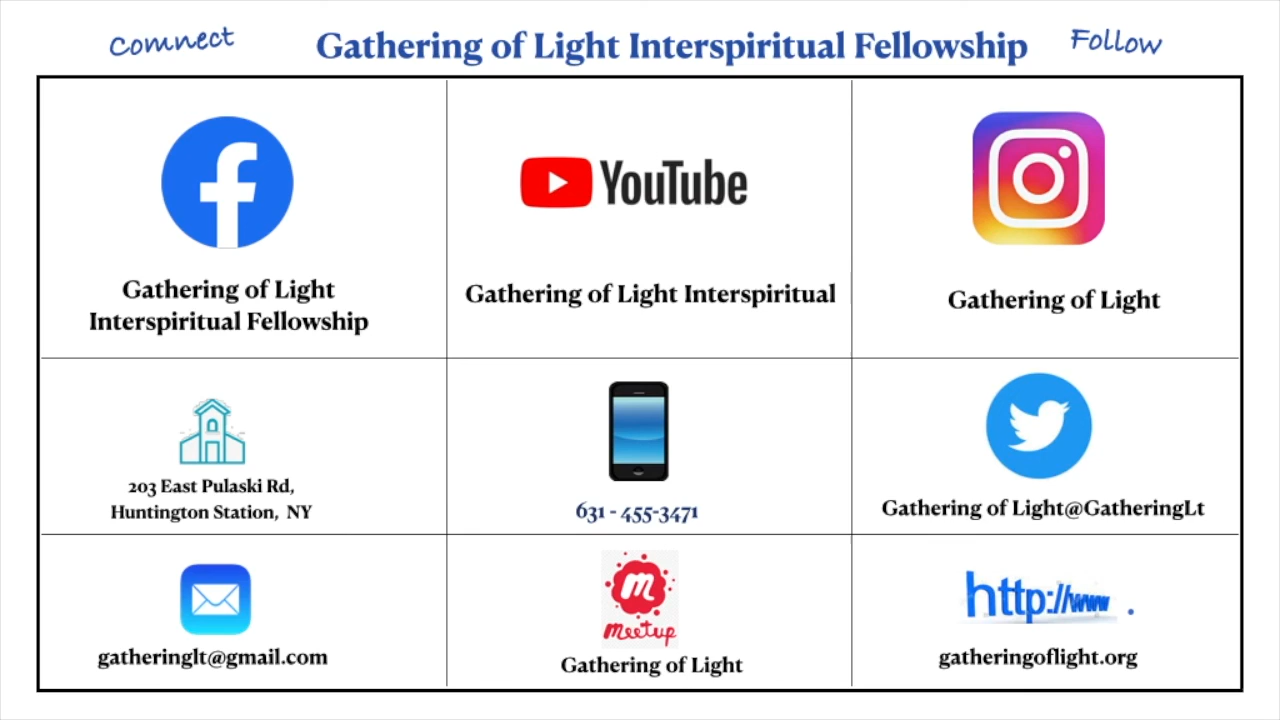 Comnect
Gathering of Light Interspiritual Fellowship
Follow
f
YouTube
Gathering of Light
Interspiritual Fellowship
Gathering of Light Interspiritual
Gathering of Light
203 East Pulaski Rd,
Huntington Station, NY
631 - 455-3471
Gathering of Light@GatheringLt
m
meetup
http://www .
gatheringlt@gmail.com
Gathering of Light
gatheringoflight.org